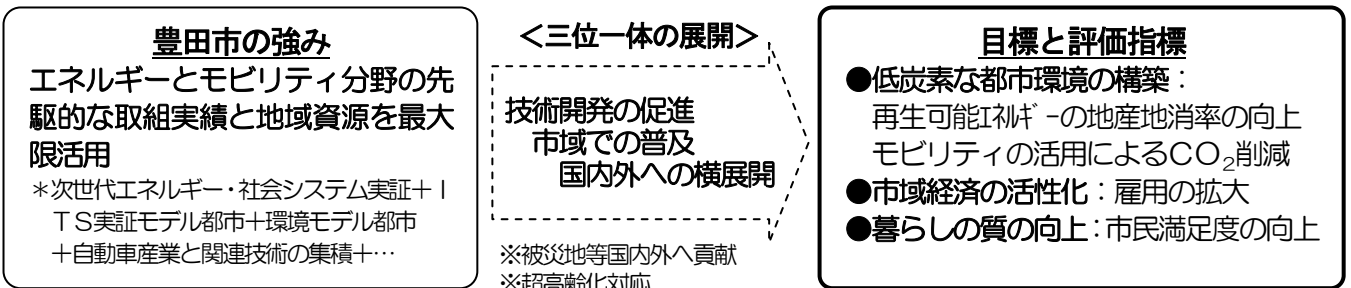 豊田市の強み
エネルギーとモビリティ分野の先
駆的な取組実績と地域資源を最大
限活用
＊次世代エネルギー・社会システム実証＋Ｉ
ＴＳ実証モデル都市＋環境モデル都市
＋自動車産業と関連技術の集積＋…
＜三位一体の展開＞
技術開発の促進
市域での普及
国内外への横展開
※被災地等国内外へ貢献
※超高齢化対応
目標と評価指標
●低炭素な都市環境の構築：
再生可能ｴﾈﾙｷﾞｰの地産地消率の向上
モビリティの活用によるCO₂削減
●市域経済の活性化：雇用の拡大
●暮らしの質の向上：市民満足度の向上